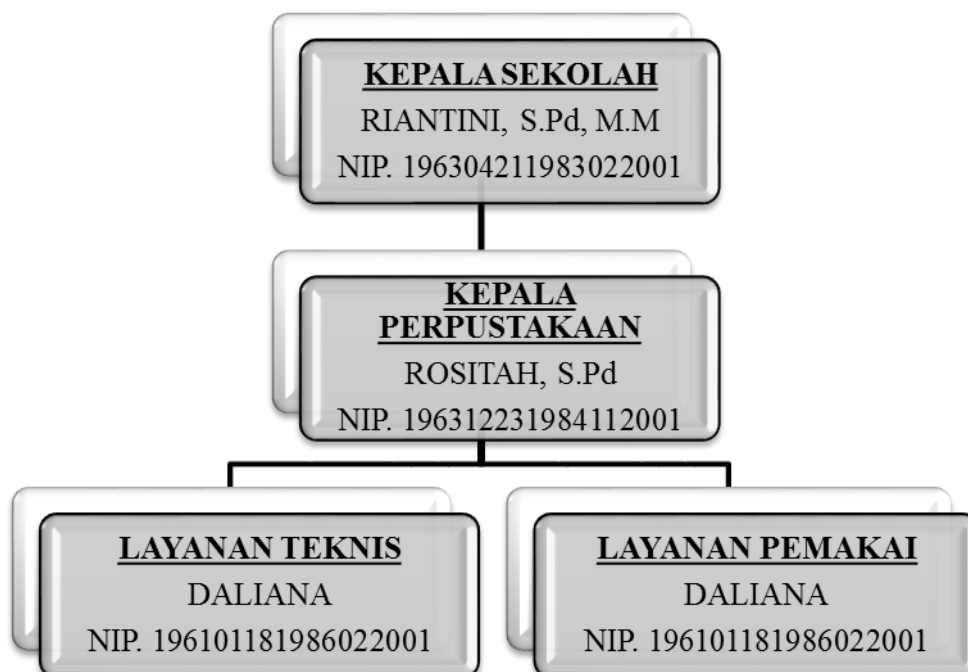 KEPALA SEKOLAH
RIANTINI, S.Pd, M.M
NIP. 196304211983022001
KEPALA
PERPUSTAKAAN
ROSITAH, S.Pd
NIP. 196312231984112001
LAYANAN TEKNIS
DALIANA
NIP. 196101181986022001
LAYANAN PEMAKAI
DALIANA
NIP. 196101181986022001